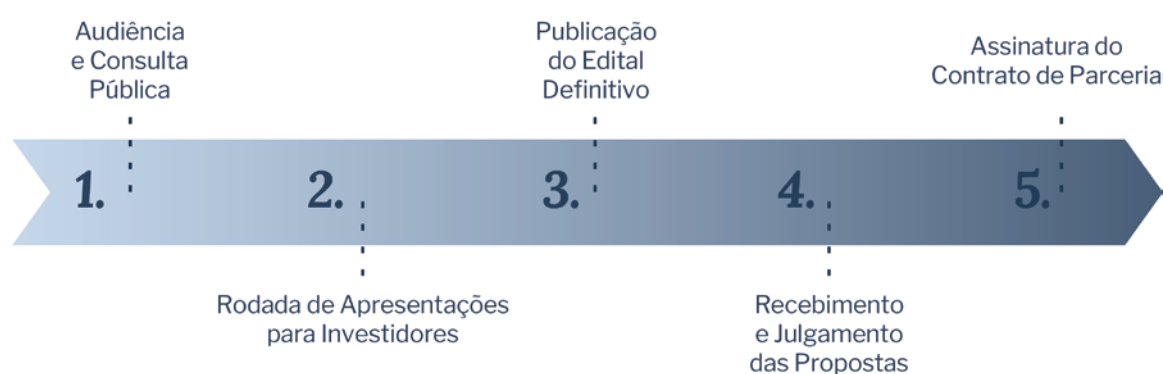 Audiência
e Consulta
Pública
Publicação
do Edital
Definitivo
Assinatura do
Contrato de Parceria
1.
2.
3.
4.
5.
Rodada de Apresentações
para Investidores
Recebimento
e Julgamento
das Propostas